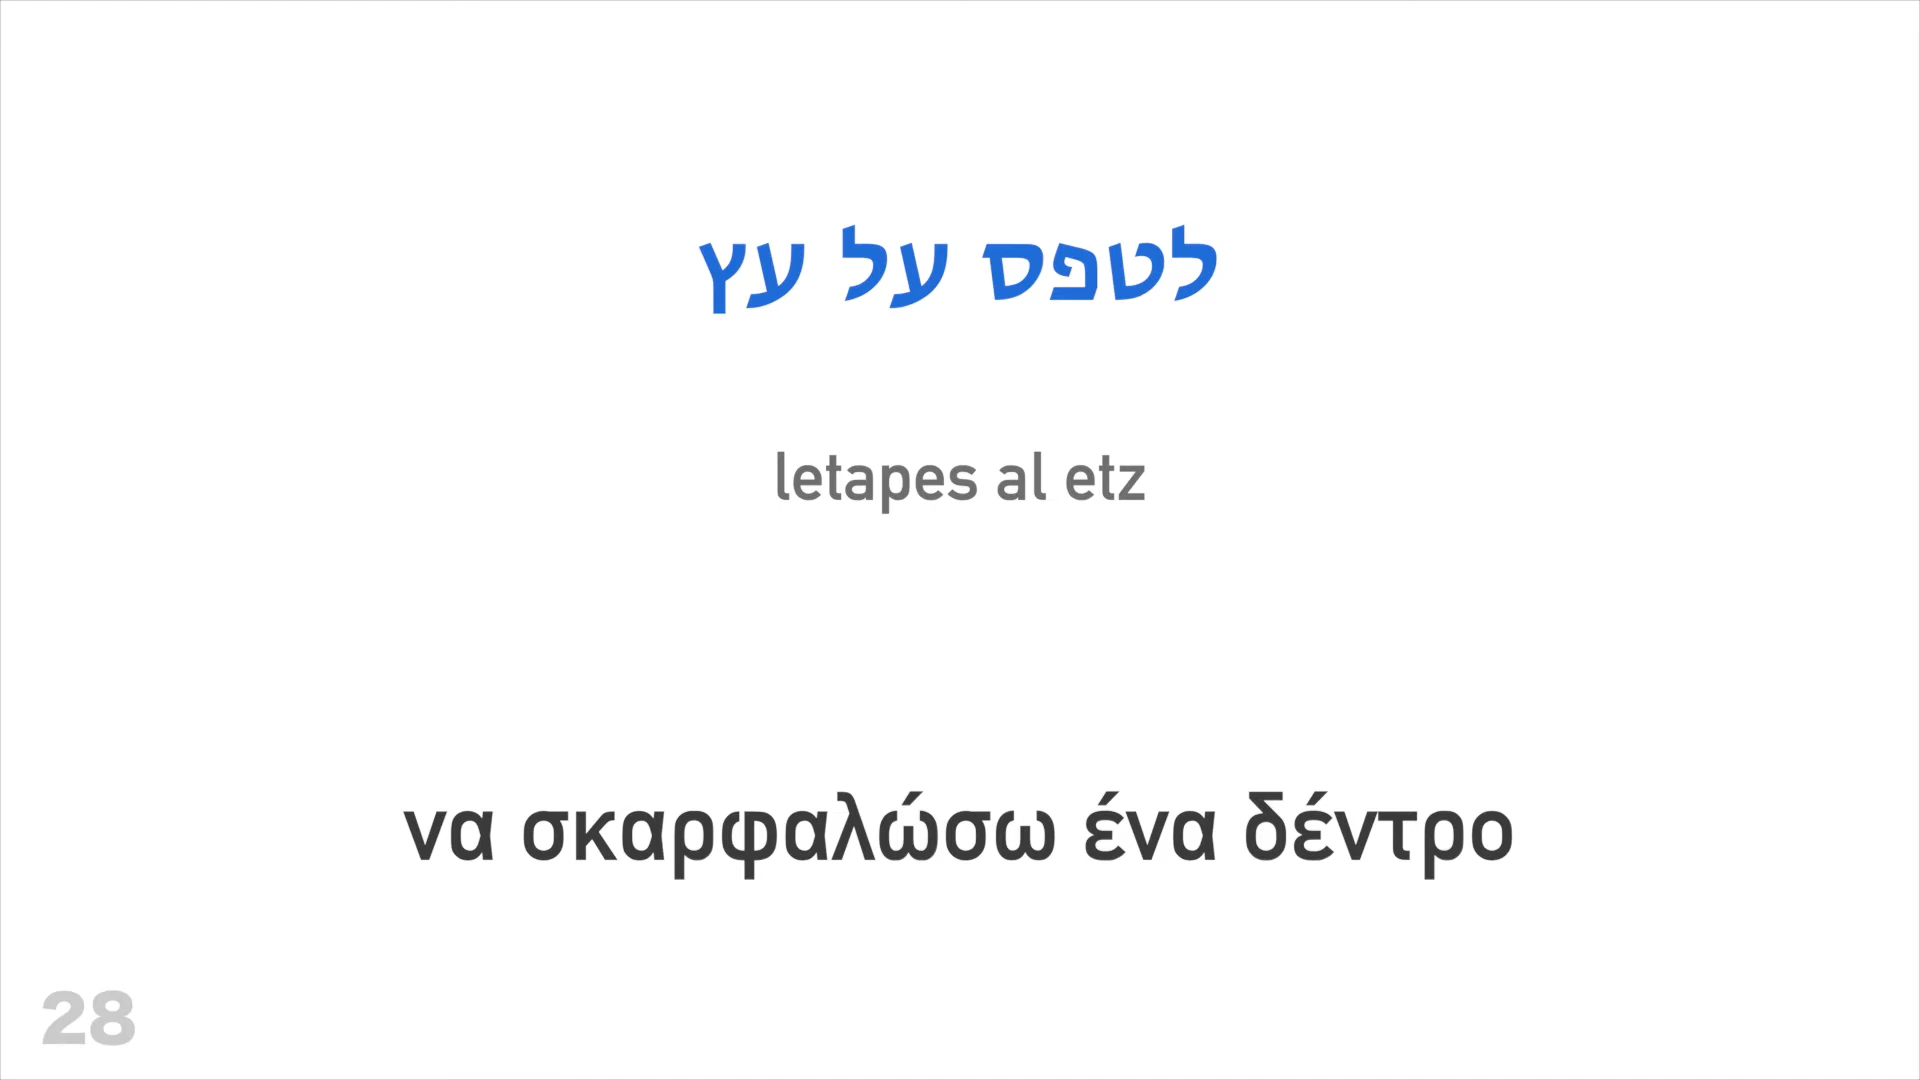 לטפס על עץ
letapes al etz
να σκαρφαλώσω ένα δέντρο
28